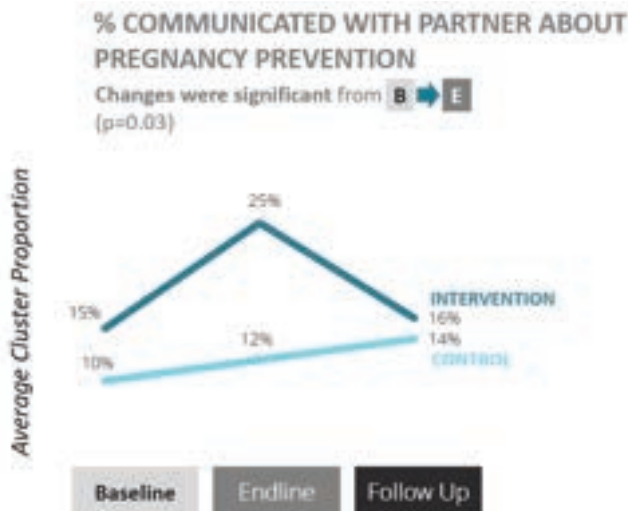 % COMMUNICATED WITH PARTNER ABOUT
PREGNANCY PREVENTION
Changes were significant from B E
(p=0.03)
Average Cluster Proportion
25%
15%
INTERVENTION
16%
12%
14%
10%
CONTROL
Baseline
Endline
Follow Up